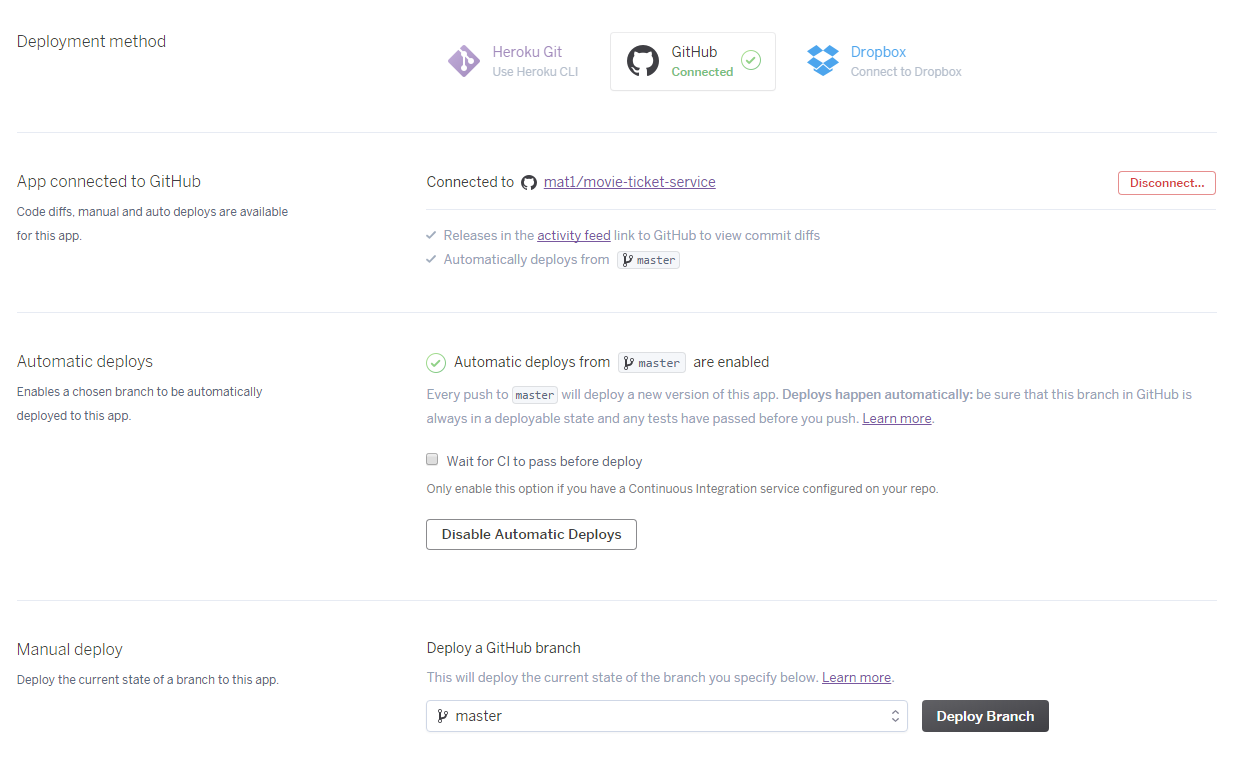 Deployment method
Heroku Git
Use Heroku CLI
GitHub
Connected
Dropbox
Connect to Dropbox
App connected to GitHub
Code diffs, manual and auto deploys are available
for this app.
Connected to mat1/movie-ticket-service
Disconnect...
Releases in the activity feed link to GitHub to view commit diffs
Automatically deploys from master
Automatic deploys
Enables a chosen branch to be automatically
deployed to this app.
Automatic deploys from master are enabled
Every push to master will deploy a new version of this app. Deploys happen automatically: be sure that this branch in GitHub is
always in a deployable state and any tests have passed before you push. Learn more.
Wait for CI to pass before deploy
Only enable this option if you have a Continuous Integration service configured on your repo.
Disable Automatic Deploys
Manual deploy
Deploy the current state of a branch to this app.
Deploy a GitHub branch
This will deploy the current state of the branch you specify below. Learn more.
master
Deploy Branch